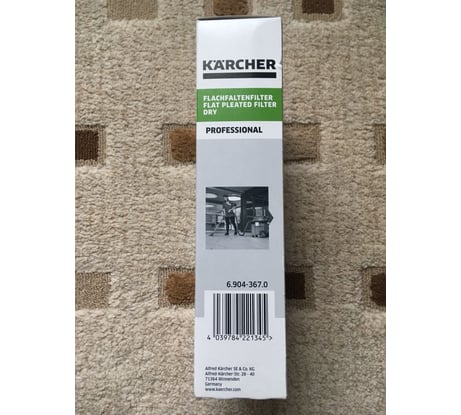 KÄRCHER
FLACHFALTENFILTER
FLAT PLEATED FILTER
DRY
PROFESSIONAL
6.904-367.0
4 039784 221345 >
Alfred Kärcher SE & Co. KG
Alfred-Kärcher-Str. 28 - 40
71364 Winnenden
Germany
www.kaercher.com